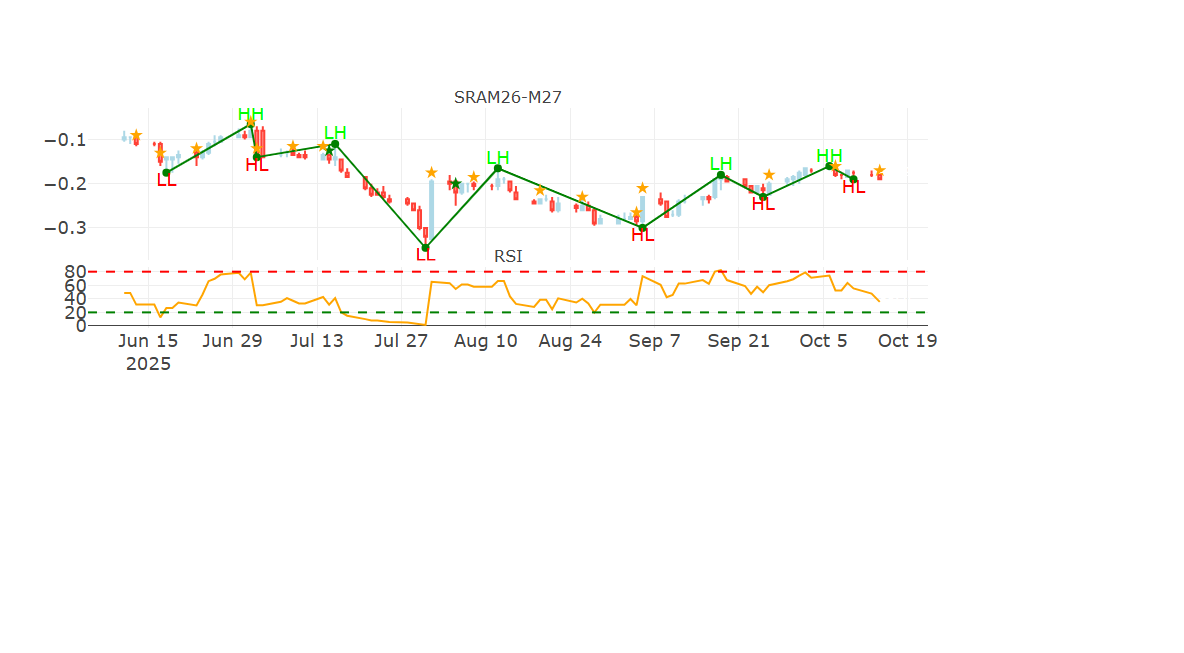 SRAM26-M27
HH
LH
−0.1
LH
HH
HL
LH
LL
−0.2
HL
HL
−0.3
HL
LL
RSI
80
60
40
20
0
Jun 15 Jun 29 Jul 13 Jul 27 Aug 10 Aug 24 Sep 7 Sep 21 Oct 5 Oct 19
2025